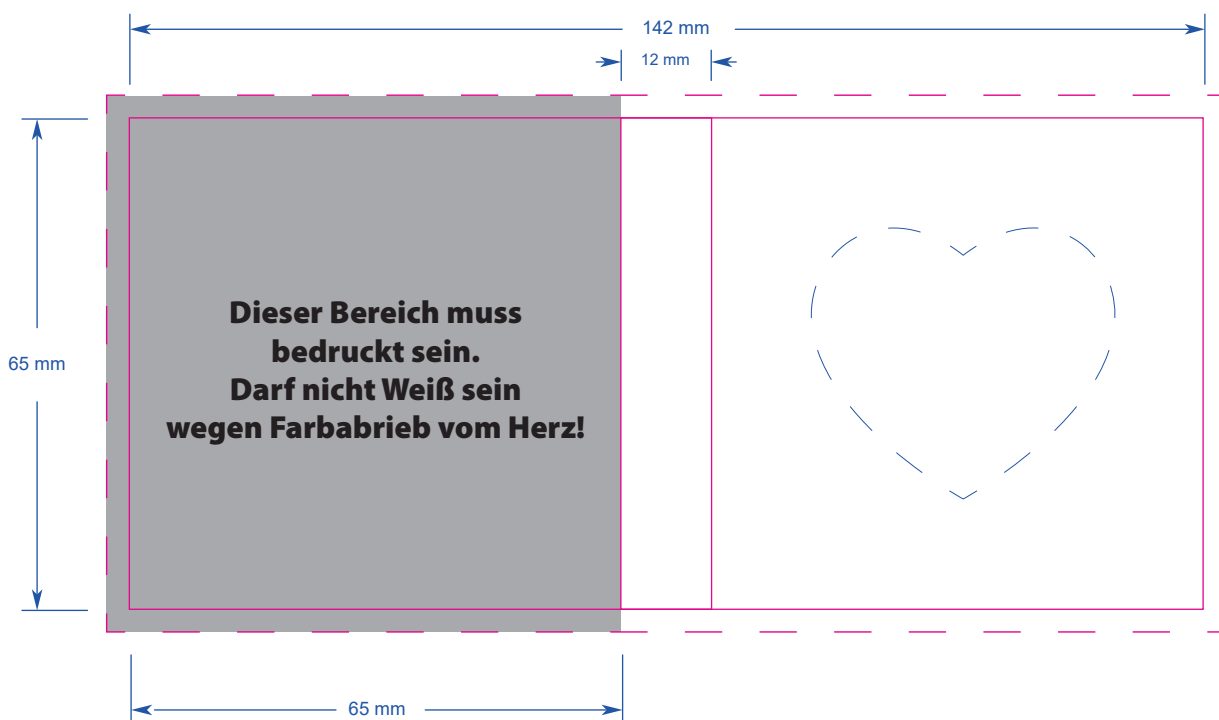 142 mm
12 mm
65 mm
Dieser Bereich muss
bedruckt sein.
Darf nicht Weiß sein
wegen Farbabrieb vom Herz!
65 mm